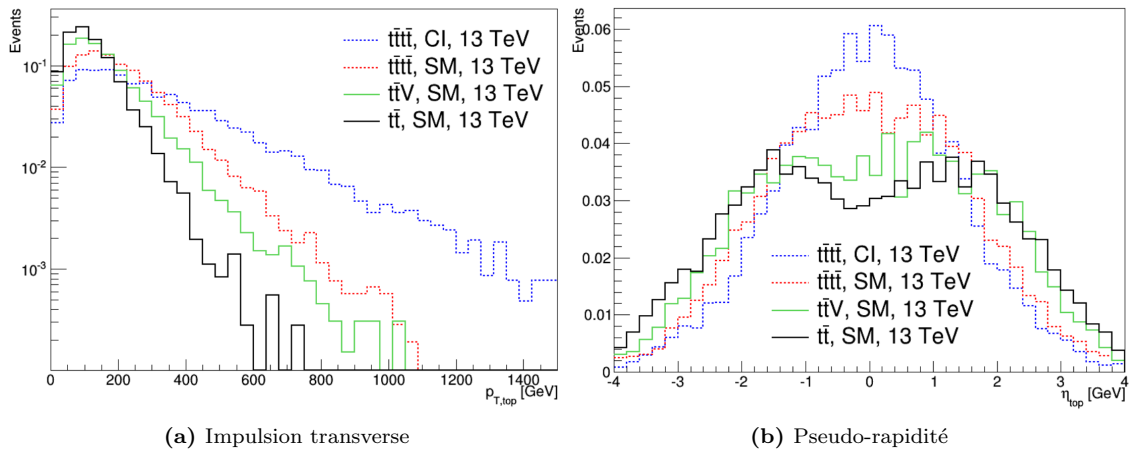 Events
10⁻¹
10⁻²
10⁻³
tt̄tt̄, CI, 13 TeV
tt̄tt̄, SM, 13 TeV
tt̄V, SM, 13 TeV
tt̄, SM, 13 TeV
0 200 400 600 800 1000 1200 1400
p_T,top [GeV]
(a) Impulsion transverse
Events
0.06
0.05
0.04
0.03
0.02
0.01
0
tt̄tt̄, CI, 13 TeV
tt̄tt̄, SM, 13 TeV
tt̄V, SM, 13 TeV
tt̄, SM, 13 TeV
-4 -3 -2 -1 0 1 2 3 4
η_top [GeV]
(b) Pseudo-rapidité